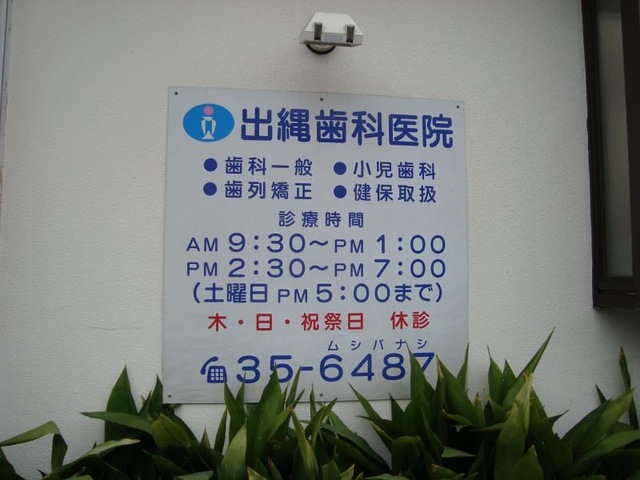 出縄歯科医院
●歯科一般 ●小児歯科
●歯列矯正 ●健保取扱
診療時間
AM 9:30～PM 1:00
PM 2:30～PM 7:00
(土曜日 PM 5:00まで)
木・日・祝祭日 休診
ムシバナシ
☎35-6487